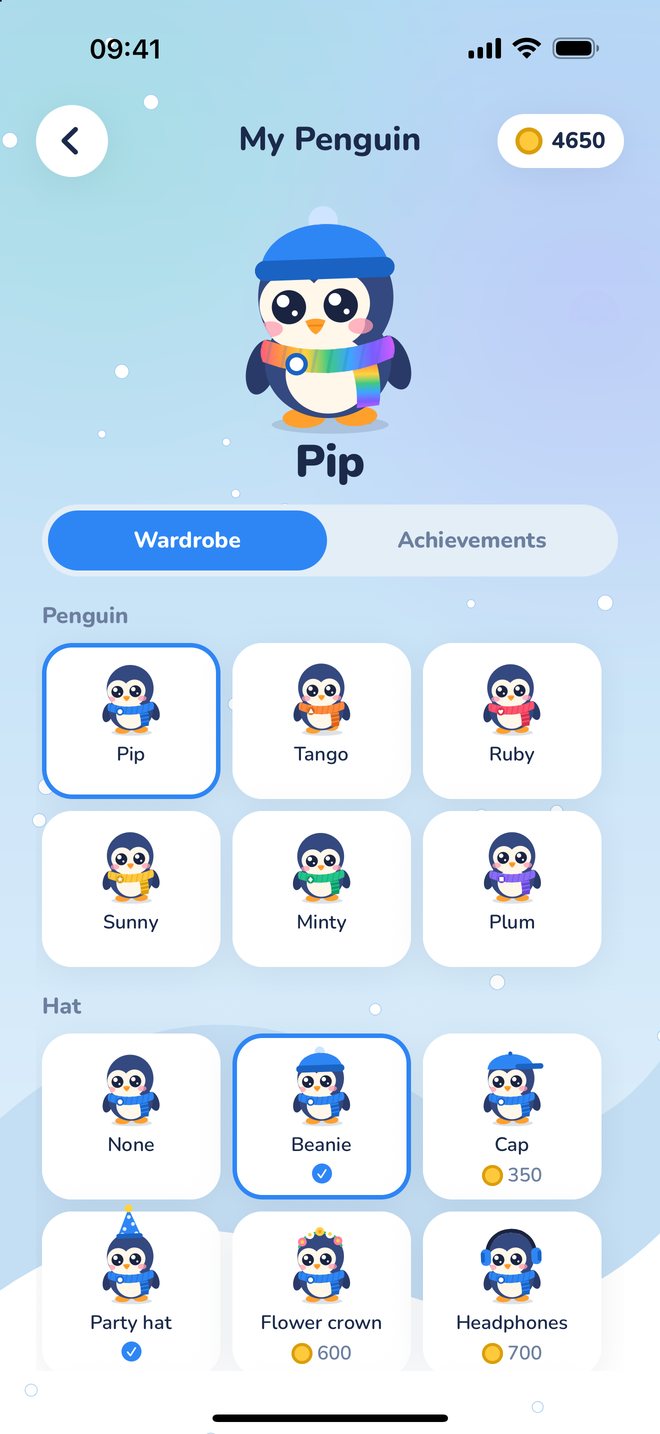 09:41
My Penguin
4650
Pip
Wardrobe Achievements
Penguin
Pip Tango Ruby
Sunny Minty Plum
Hat
None Beanie Cap
350
Party hat Flower crown Headphones
600 700